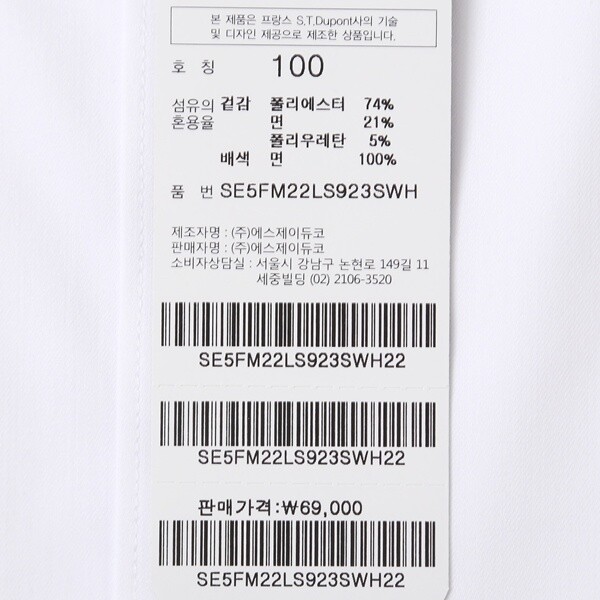 본 제품은 프랑스 S.T.Dupont사의 기술
및 디자인 제공으로 제조한 상품입니다.
호 칭 100
섬유의 겉감 폴리에스터 74%
혼용율 면 21%
폴리우레탄 5%
배색 면 100%
품 번 SE5FM22LS923SWH
제조자명 : (주)에스제이듀코
판매자명 : (주)에스제이듀코
소비자상담실 : 서울시 강남구 논현로 149길 11
세중빌딩 (02) 2106-3520
SE5FM22LS923SWH22
SE5FM22LS923SWH22
판매가격:₩69,000
SE5FM22LS923SWH22